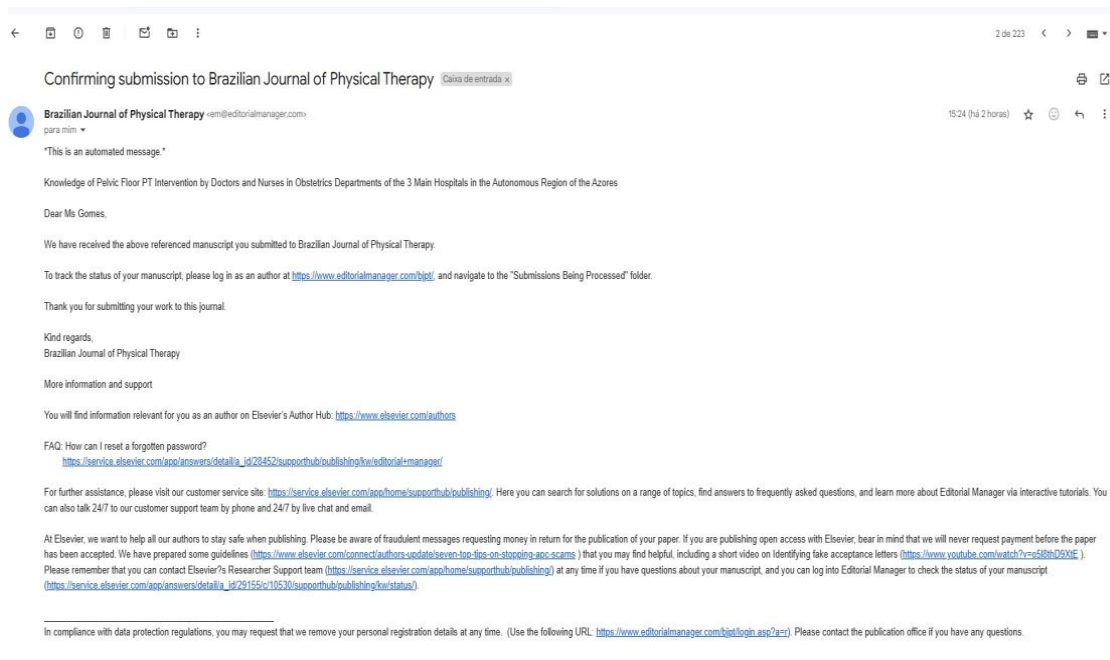 2 de 223
Confirming submission to Brazilian Journal of Physical Therapy Caixa de entrada x
Brazilian Journal of Physical Therapy <em@editorialmanager.com> 15:24 (há 2 horas)
para mim
*This is an automated message.*
Knowledge of Pelvic Floor PT Intervention by Doctors and Nurses in Obstetrics Departments of the 3 Main Hospitals in the Autonomous Region of the Azores
Dear Ms Gomes,
We have received the above referenced manuscript you submitted to Brazilian Journal of Physical Therapy.
To track the status of your manuscript, please log in as an author at https://www.editorialmanager.com/bjpt/, and navigate to the "Submissions Being Processed" folder.
Thank you for submitting your work to this journal.
Kind regards,
Brazilian Journal of Physical Therapy
More information and support
You will find information relevant for you as an author on Elsevier's Author Hub: https://www.elsevier.com/authors
FAQ: How can I reset a forgotten password?
https://service.elsevier.com/app/answers/detail/a_id/28452/supporthub/publishing/kw/editorial+manager/
For further assistance, please visit our customer service site: https://service.elsevier.com/app/home/supporthub/publishing/. Here you can search for solutions on a range of topics, find answers to frequently asked questions, and learn more about Editorial Manager via interactive tutorials. You
can also talk 24/7 to our customer support team by phone and 24/7 by live chat and email.
At Elsevier, we want to help all our authors to stay safe when publishing. Please be aware of fraudulent messages requesting money in return for the publication of your paper. If you are publishing open access with Elsevier, bear in mind that we will never request payment before the paper
has been accepted. We have prepared some guidelines (https://www.elsevier.com/connect/authors-update/seven-top-tips-on-stopping-apc-scams ) that you may find helpful, including a short video on Identifying fake acceptance letters (https://www.youtube.com/watch?v=o5l8thD9XtE ).
Please remember that you can contact Elsevier?s Researcher Support team (https://service.elsevier.com/app/home/supporthub/publishing/) at any time if you have questions about your manuscript, and you can log into Editorial Manager to check the status of your manuscript
(https://service.elsevier.com/app/answers/detail/a_id/29155/c/10530/supporthub/publishing/kw/status/).
In compliance with data protection regulations, you may request that we remove your personal registration details at any time. (Use the following URL: https://www.editorialmanager.com/bjpt/login.asp?a=r). Please contact the publication office if you have any questions.